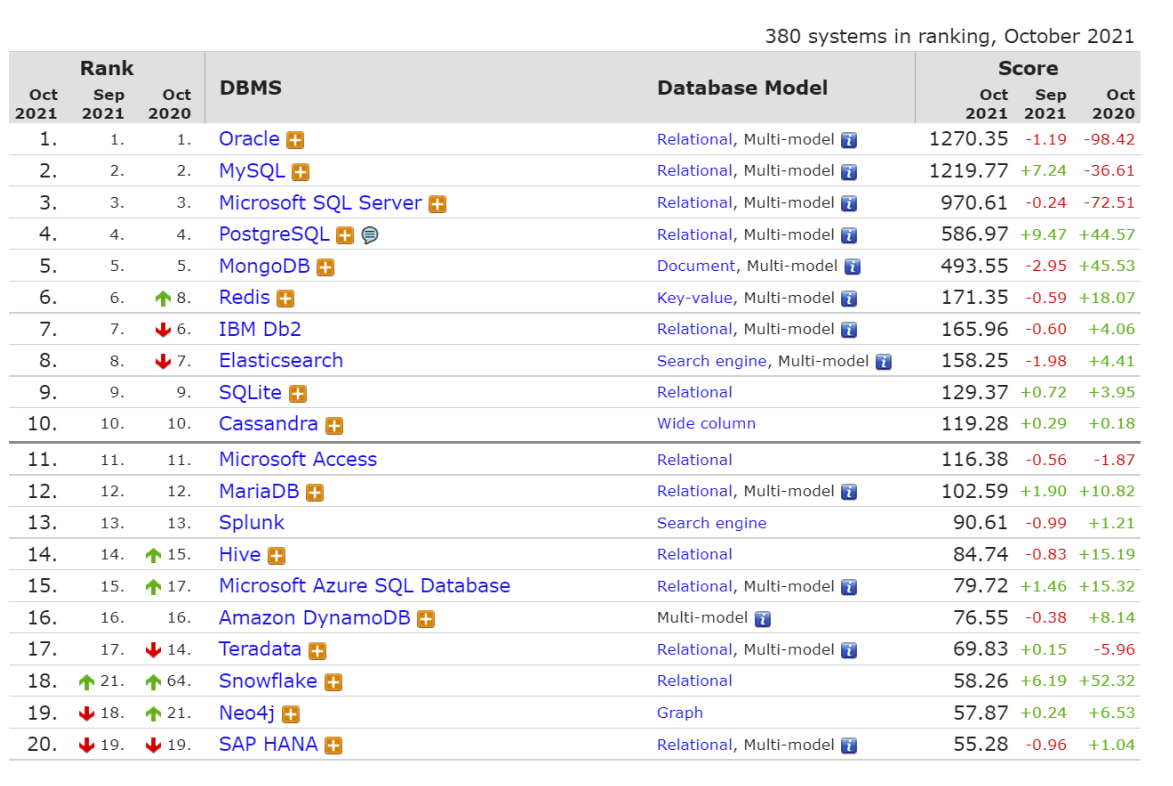 380 systems in ranking, October 2021
Rank DBMS Database Model Score
Oct 2021 Sep 2021 Oct 2020 Oct 2021 Sep 2021 Oct 2020
1. 1. 1. Oracle Relational, Multi-model 1270.35 -1.19 -98.42
2. 2. 2. MySQL Relational, Multi-model 1219.77 +7.24 -36.61
3. 3. 3. Microsoft SQL Server Relational, Multi-model 970.61 -0.24 -72.51
4. 4. 4. PostgreSQL Relational, Multi-model 586.97 +9.47 +44.57
5. 5. 5. MongoDB Document, Multi-model 493.55 -2.95 +45.53
6. 6. 8. Redis Key-value, Multi-model 171.35 -0.59 +18.07
7. 7. 6. IBM Db2 Relational, Multi-model 165.96 -0.60 +4.06
8. 8. 7. Elasticsearch Search engine, Multi-model 158.25 -1.98 +4.41
9. 9. 9. SQLite Relational 129.37 +0.72 +3.95
10. 10. 10. Cassandra Wide column 119.28 +0.29 +0.18
11. 11. 11. Microsoft Access Relational 116.38 -0.56 -1.87
12. 12. 12. MariaDB Relational, Multi-model 102.59 +1.90 +10.82
13. 13. 13. Splunk Search engine 90.61 -0.99 +1.21
14. 14. 15. Hive Relational 84.74 -0.83 +15.19
15. 15. 17. Microsoft Azure SQL Database Relational, Multi-model 79.72 +1.46 +15.32
16. 16. 16. Amazon DynamoDB Multi-model 76.55 -0.38 +8.14
17. 17. 14. Teradata Relational, Multi-model 69.83 +0.15 -5.96
18. 21. 64. Snowflake Relational 58.26 +6.19 +52.32
19. 18. 21. Neo4j Graph 57.87 +0.24 +6.53
20. 19. 19. SAP HANA Relational, Multi-model 55.28 -0.96 +1.04